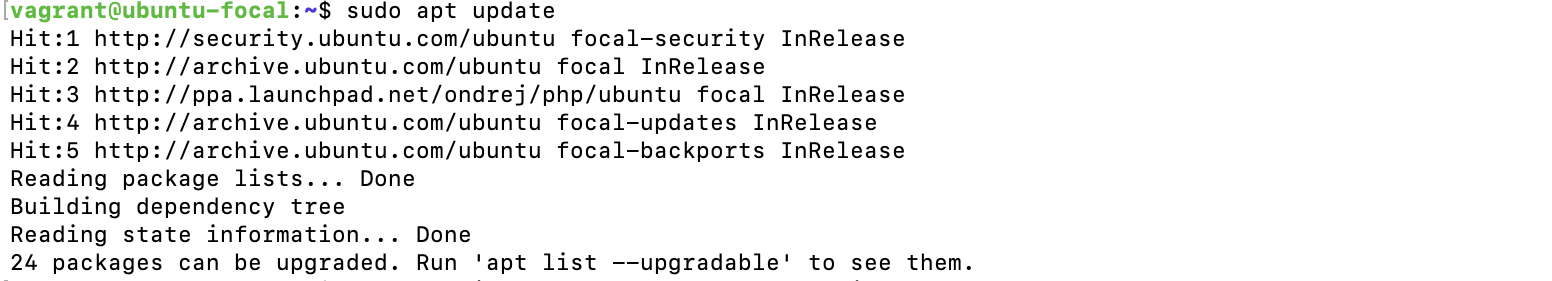 [vagrant@ubuntu-focal:~$ sudo apt update
Hit:1 http://security.ubuntu.com/ubuntu focal-security InRelease
Hit:2 http://archive.ubuntu.com/ubuntu focal InRelease
Hit:3 http://ppa.launchpad.net/ondrej/php/ubuntu focal InRelease
Hit:4 http://archive.ubuntu.com/ubuntu focal-updates InRelease
Hit:5 http://archive.ubuntu.com/ubuntu focal-backports InRelease
Reading package lists... Done
Building dependency tree
Reading state information... Done
24 packages can be upgraded. Run 'apt list --upgradable' to see them.